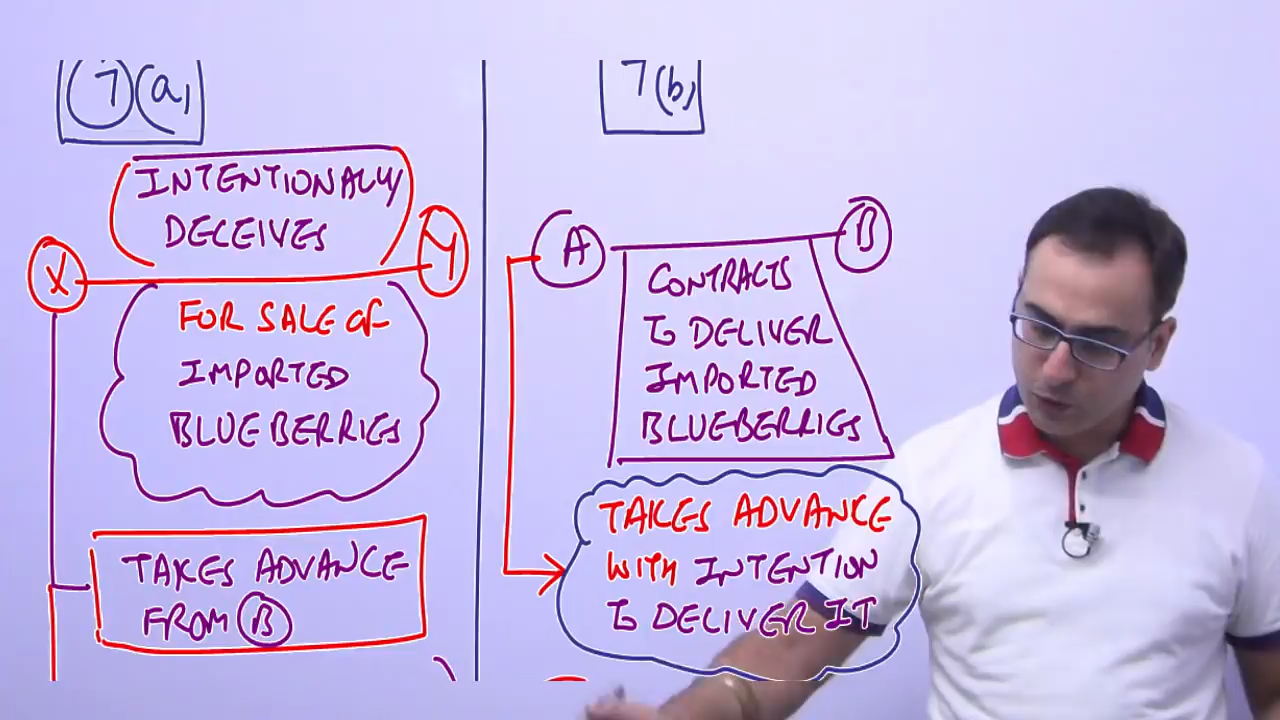 7(a)
INTENTIONALLY
DECEIVES
X
Y
FOR SALE OF
IMPORTED
BLUEBERRIES
TAKES ADVANCE
FROM B
7(b)
A
B
CONTRACTS
TO DELIVER
IMPORTED
BLUEBERRIES
TAKES ADVANCE
WITH INTENTION
TO DELIVER IT